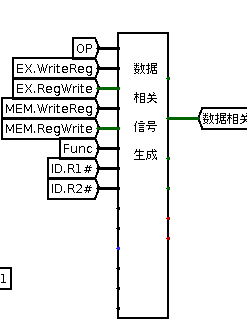 OP
EX.WriteReg
EX.RegWrite
MEM.WriteReg
MEM.RegWrite
Func
ID.R1#
ID.R2#
数据
相关
信号
生成
数据相关
1